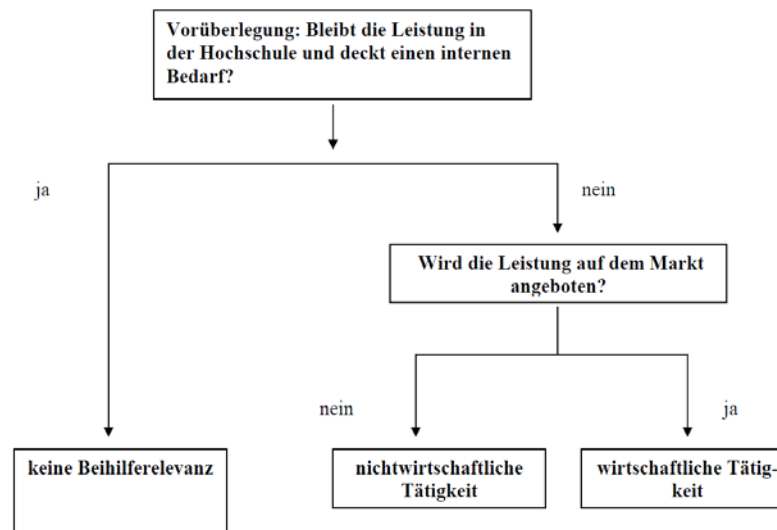 Vorüberlegung: Bleibt die Leistung in
der Hochschule und deckt einen internen
Bedarf?
ja
nein
Wird die Leistung auf dem Markt
angeboten?
nein
ja
keine Beihilferelevanz
nichtwirtschaftliche
Tätigkeit
wirtschaftliche Tätig-
keit